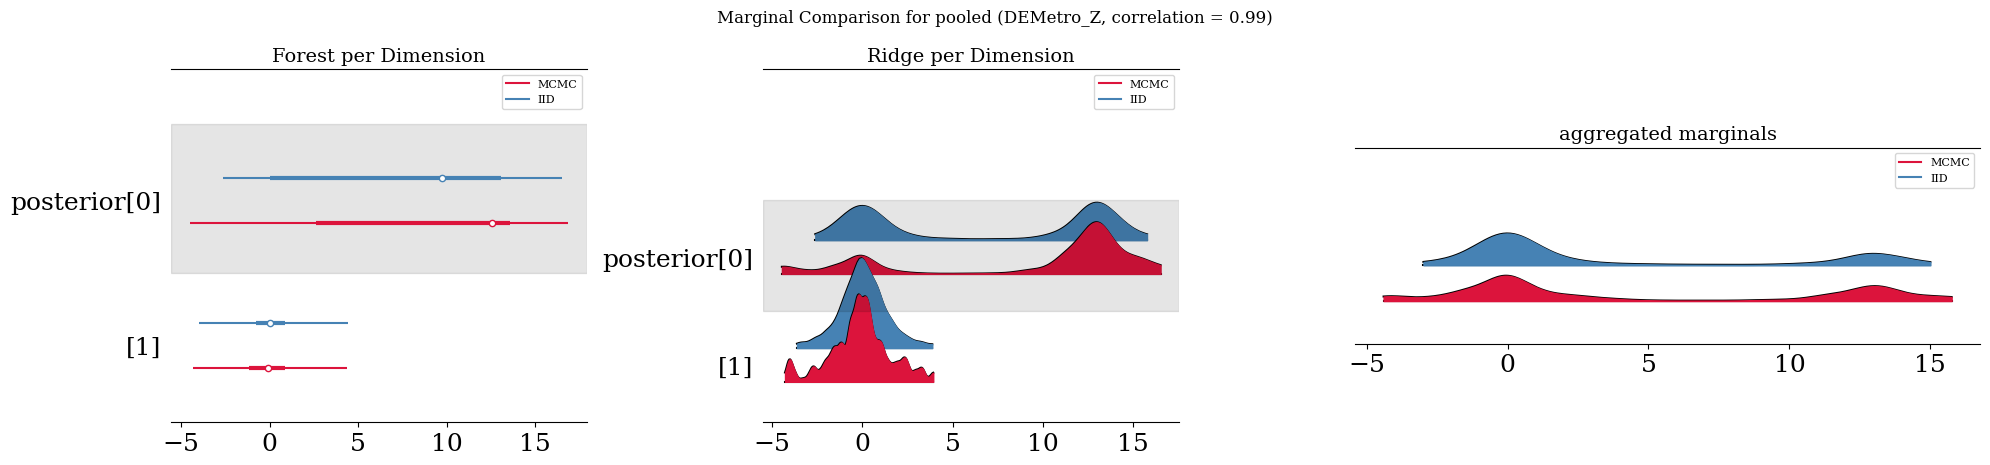 Marginal Comparison for pooled (DEMetro_Z, correlation = 0.99)
Forest per Dimension
MCMC
IID
posterior[0]
[1]
−5 0 5 10 15
Ridge per Dimension
MCMC
IID
posterior[0]
[1]
−5 0 5 10 15
aggregated marginals
MCMC
IID
−5 0 5 10 15